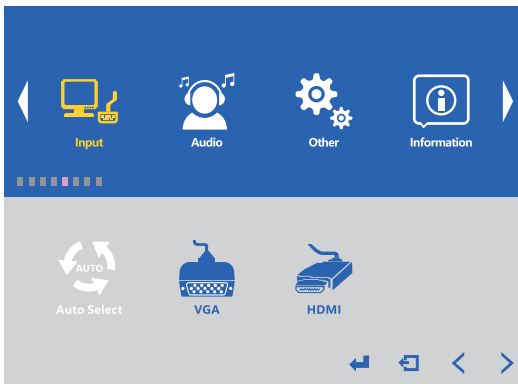 Input
Audio
Other
Information
AUTO
Auto Select
VGA
HDMI